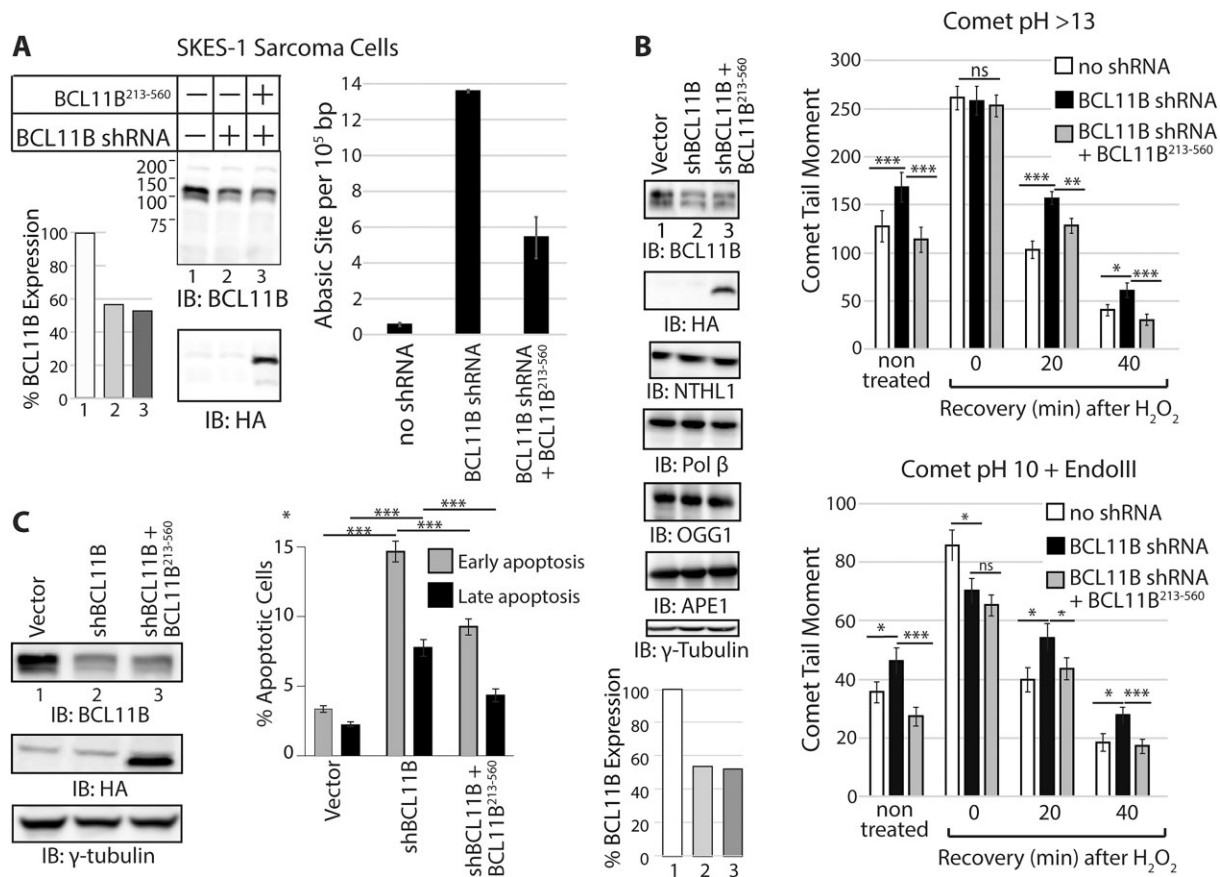 A
SKES-1 Sarcoma Cells
BCL11B²¹³⁻⁵⁶⁰ — — +
BCL11B shRNA — + +
200
150
100
75
1 2 3
IB: BCL11B
IB: HA
% BCL11B Expression
100
80
60
40
20
0
1 2 3
Abasic Site per 10⁵ bp
14
12
10
8
6
4
2
0
no shRNA
BCL11B shRNA
BCL11B shRNA
+ BCL11B²¹³⁻⁵⁶⁰
B
Vector
shBCL11B
shBCL11B +
BCL11B²¹³⁻⁵⁶⁰
1 2 3
IB: BCL11B
IB: HA
IB: NTHL1
IB: Pol β
IB: OGG1
IB: APE1
IB: γ-Tubulin
% BCL11B Expression
100
80
60
40
20
0
1 2 3
Comet pH >13
Comet Tail Moment
300
250
200
150
100
50
0
no shRNA
BCL11B shRNA
BCL11B shRNA
+ BCL11B²¹³⁻⁵⁶⁰
*** ***
ns
*** **
* ***
non
treated
0 20 40
Recovery (min) after H₂O₂
Comet pH 10 + EndoIII
Comet Tail Moment
100
80
60
40
20
0
no shRNA
BCL11B shRNA
BCL11B shRNA
+ BCL11B²¹³⁻⁵⁶⁰
* ***
*
ns
* *
* ***
non
treated
0 20 40
Recovery (min) after H₂O₂
C
Vector
shBCL11B
shBCL11B +
BCL11B²¹³⁻⁵⁶⁰
1 2 3
IB: BCL11B
IB: HA
IB: γ-tubulin
*
*** ***
*** ***
% Apoptotic Cells
15
10
5
0
Early apoptosis
Late apoptosis
Vector
shBCL11B
shBCL11B +
BCL11B²¹³⁻⁵⁶⁰